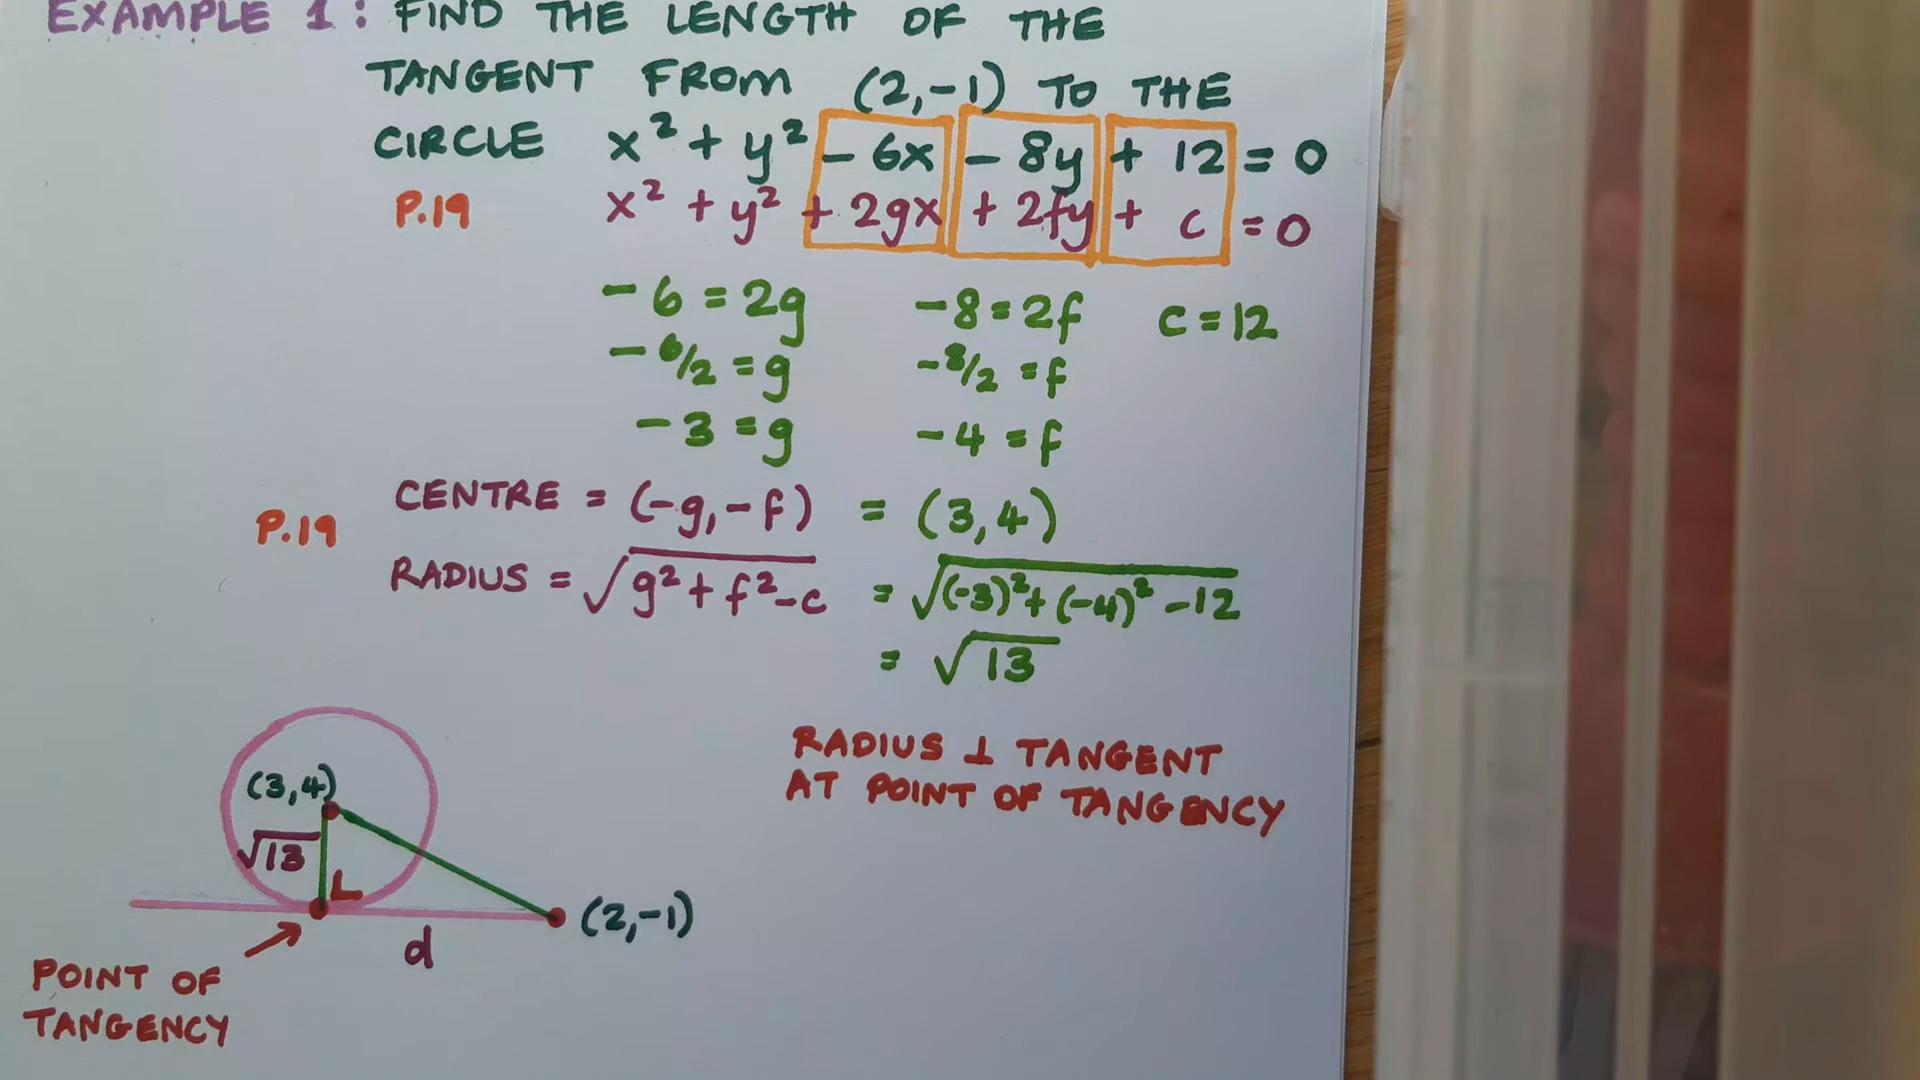 EXAMPLE 1: FIND THE LENGTH OF THE
TANGENT FROM (2,-1) TO THE
CIRCLE x² + y² - 6x - 8y + 12 = 0
P.19 x² + y² + 2gx + 2fy + c = 0
-6 = 2g -8 = 2f c = 12
-6/2 = g -8/2 = f
-3 = g -4 = f
CENTRE = (-g,-f) = (3,4)
P.19
RADIUS = √g² + f² - c = √(-3)² + (-4)² - 12
= √13
RADIUS ⊥ TANGENT
AT POINT OF TANGENCY
(3,4)
√13
(2,-1)
d
POINT OF
TANGENCY